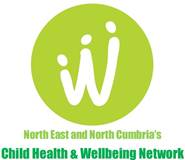 North East and North Cumbria's
Child Health & Wellbeing Network